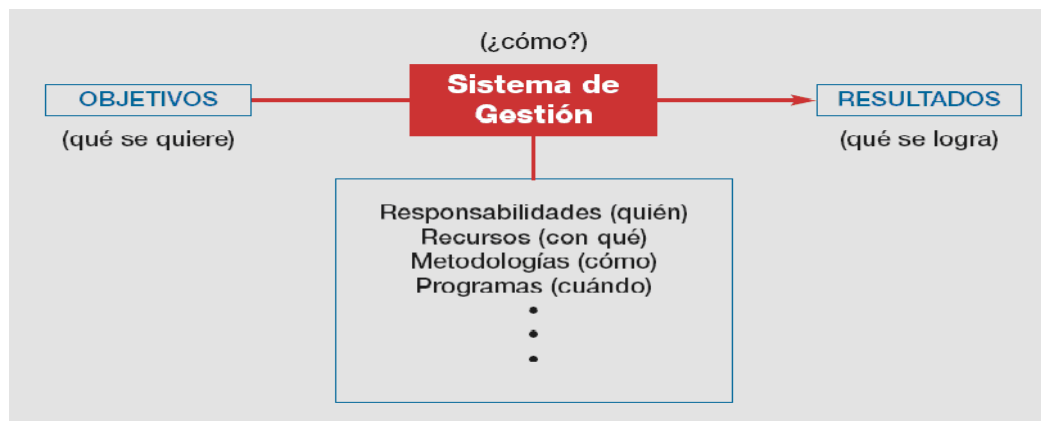 (¿cómo?)
Sistema de
Gestión
OBJETIVOS
(qué se quiere)
RESULTADOS
(qué se logra)
Responsabilidades (quién)
Recursos (con qué)
Metodologías (cómo)
Programas (cuándo)
•
•
•